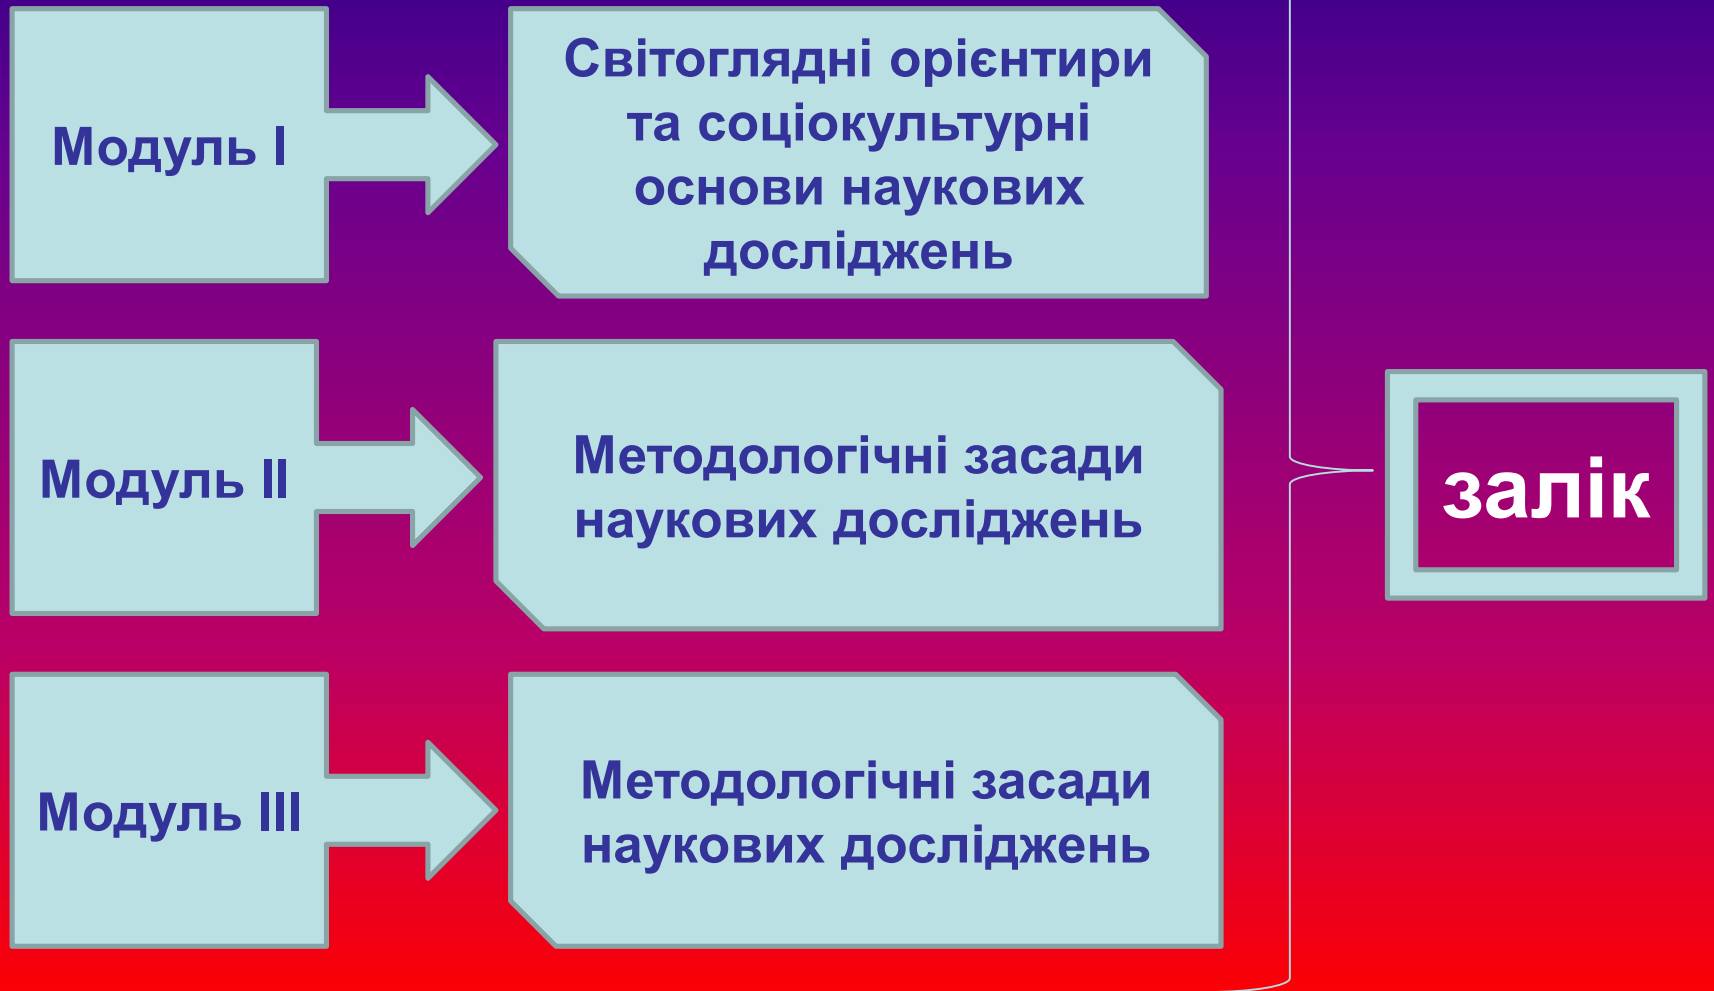 Модуль I
Світоглядні орієнтири
та соціокультурні
основи наукових
досліджень
Модуль II
Методологічні засади
наукових досліджень
залік
Модуль III
Методологічні засади
наукових досліджень